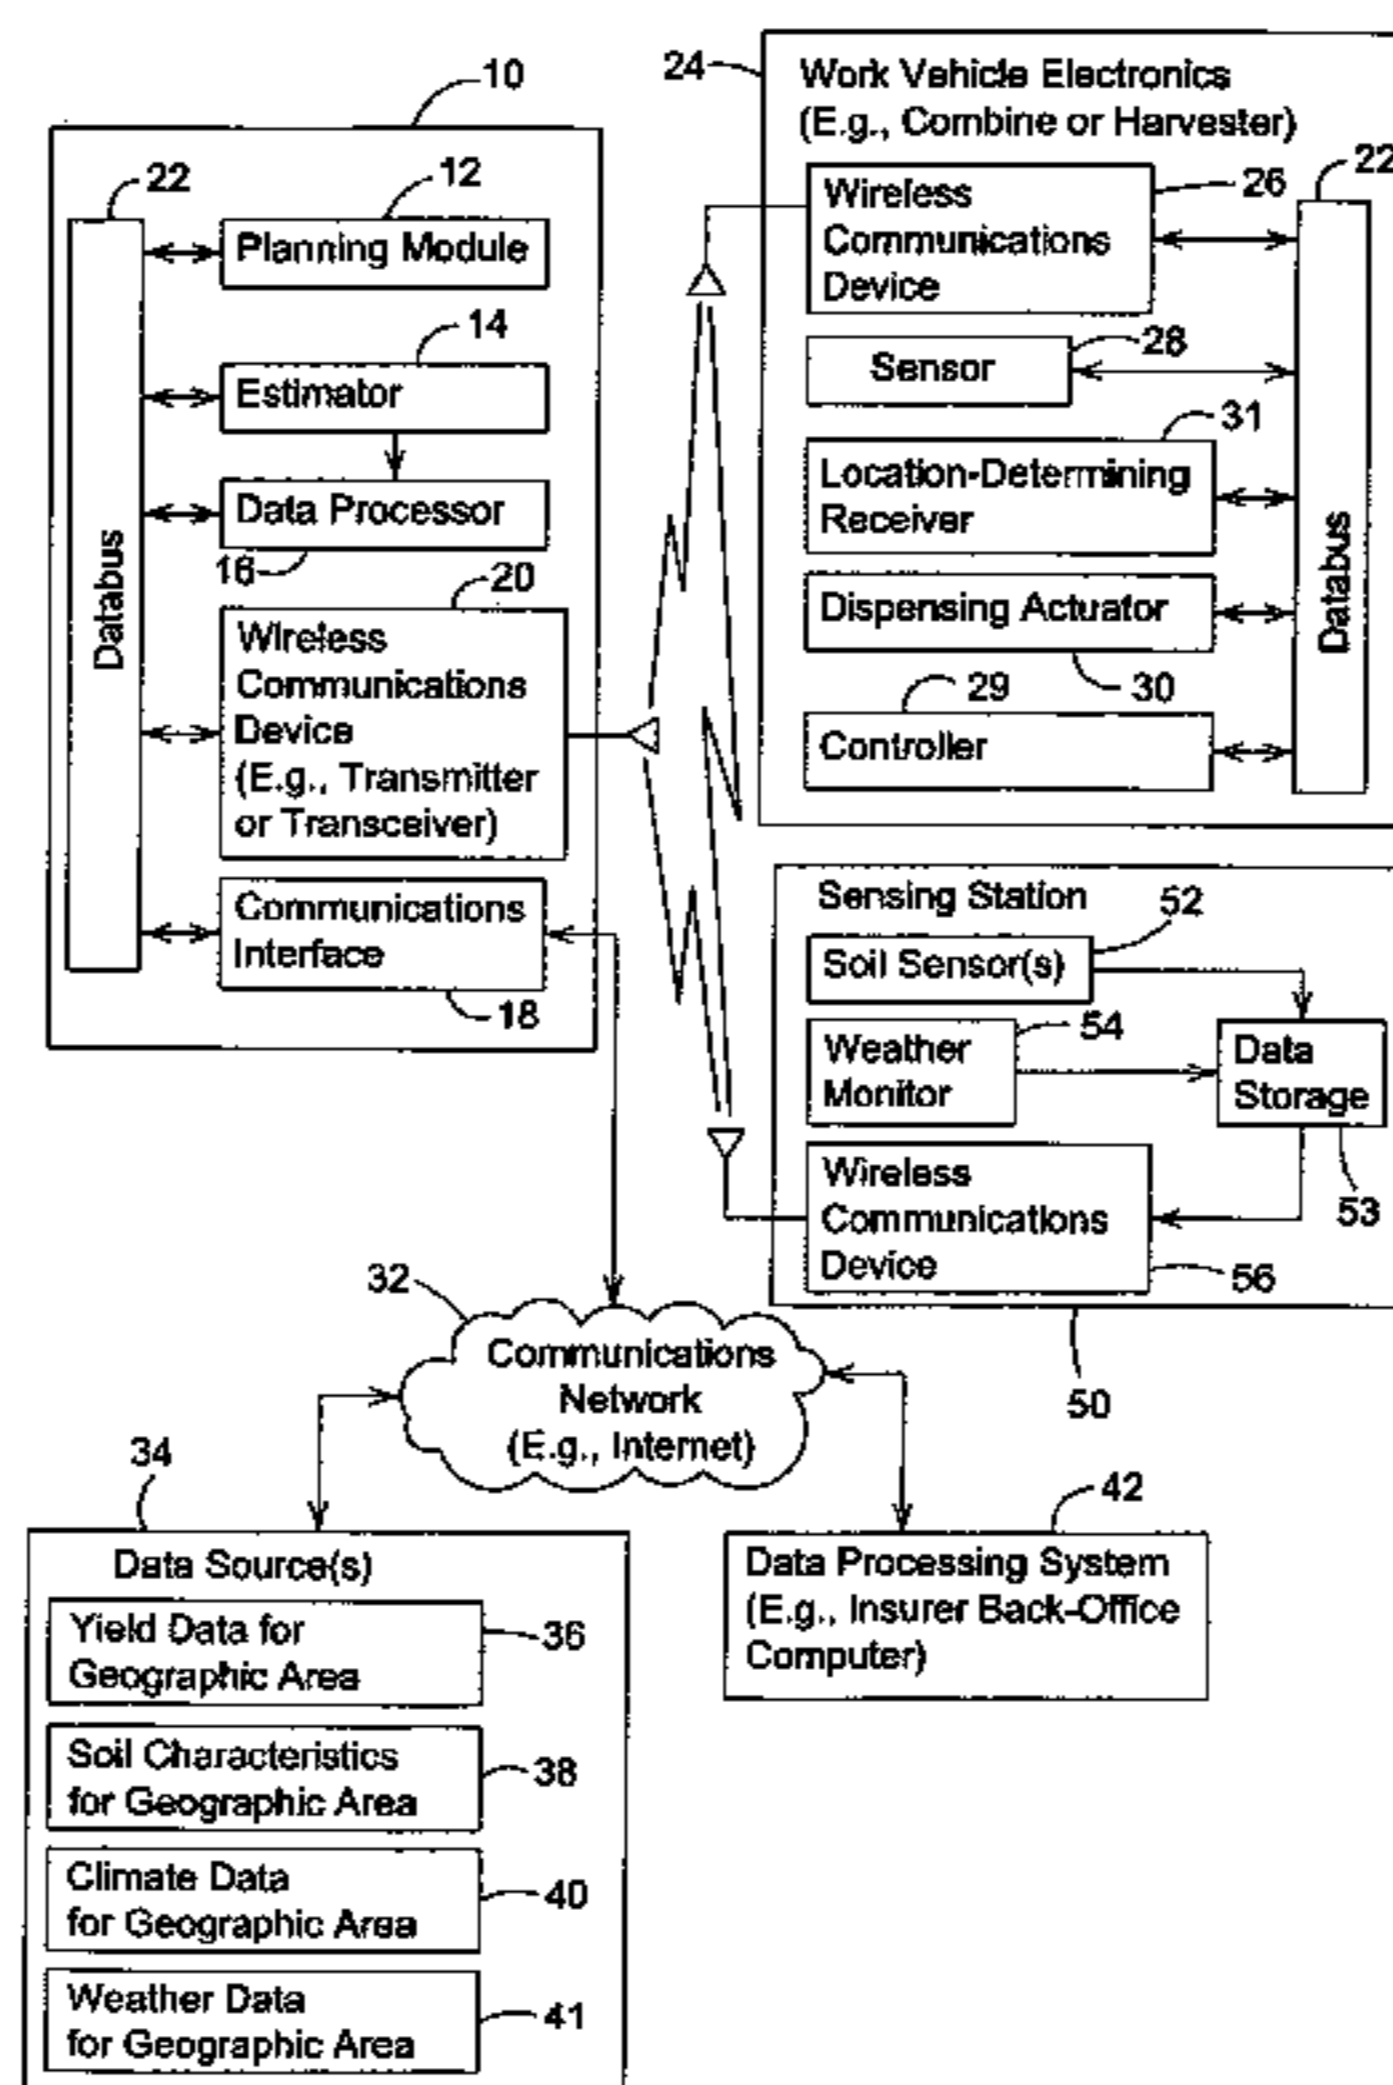 10
22
12
Planning Module
14
Estimator
Data Processor
16
20
Wireless
Communications
Device
(E.g., Transmitter
or Transceiver)
Communications
Interface
18
Databus
24
Work Vehicle Electronics
(E.g., Combine or Harvester)
22
Wireless
Communications
Device
26
Sensor
28
31
Location-Determining
Receiver
Dispensing Actuator
30
29
Controller
Databus
Sensing Station
52
Soil Sensor(s)
54
Weather
Monitor
Data
Storage
53
Wireless
Communications
Device
56
50
32
Communications
Network
(E.g., Internet)
34
Data Source(s)
Yield Data for
Geographic Area
36
Soil Characteristics
for Geographic Area
38
Climate Data
for Geographic Area
40
Weather Data
for Geographic Area
41
42
Data Processing System
(E.g., Insurer Back-Office
Computer)